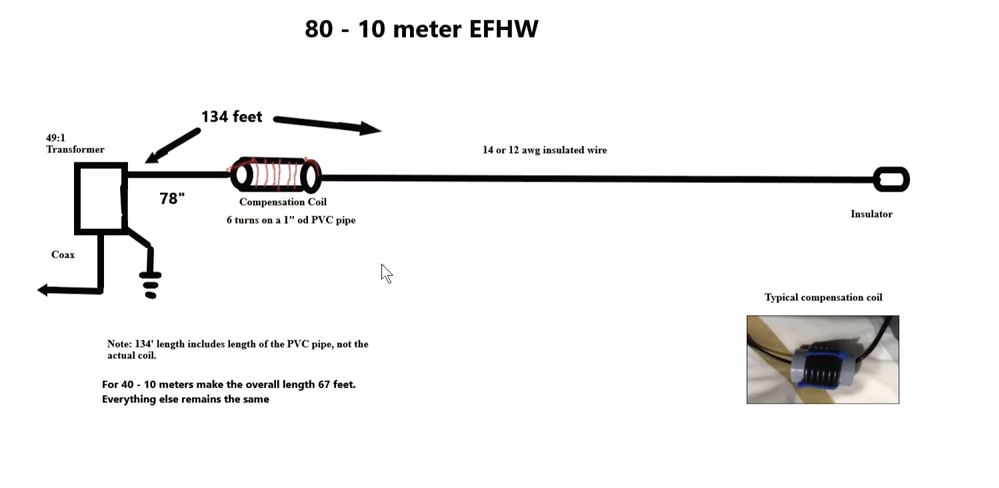 80 - 10 meter EFHW
134 feet
49:1
Transformer
14 or 12 awg insulated wire
78"
Compensation Coil
6 turns on a 1" od PVC pipe
Insulator
Coax
Typical compensation coil
Note: 134' length includes length of the PVC pipe, not the
actual coil.
For 40 - 10 meters make the overall length 67 feet.
Everything else remains the same